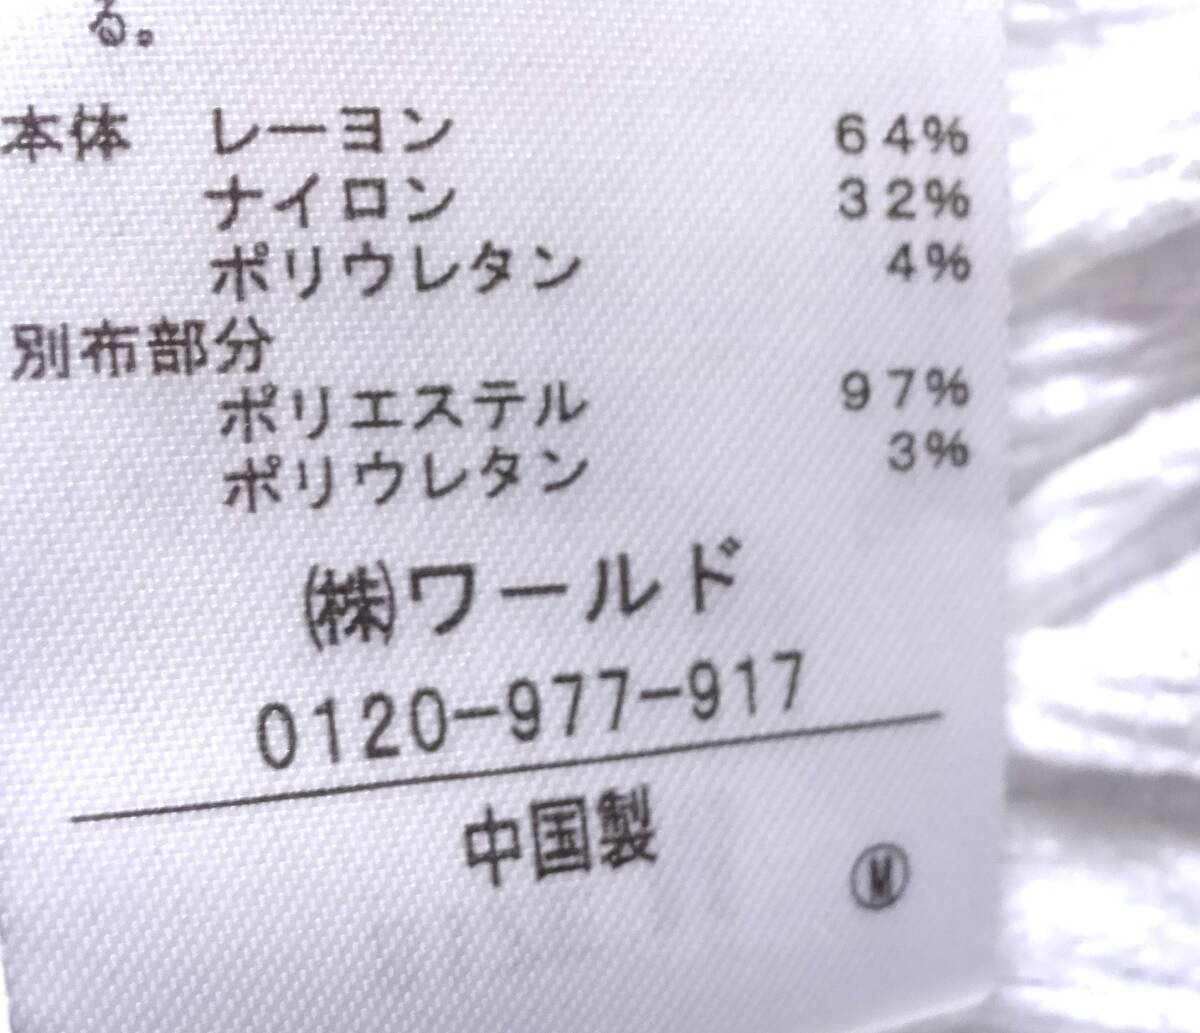 る。
本体 レーヨン 64%
ナイロン 32%
ポリウレタン 4%
別布部分
ポリエステル 97%
ポリウレタン 3%
㈱ワールド
0120-977-917
中国製
Ⓜ